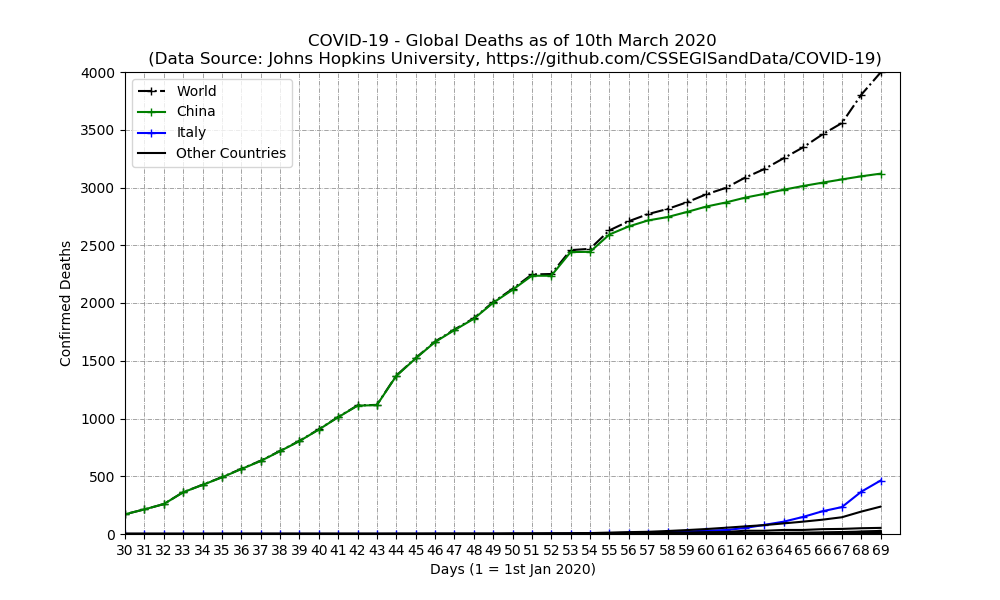 COVID-19 - Global Deaths as of 10th March 2020
(Data Source: Johns Hopkins University, https://github.com/CSSEGISandData/COVID-19)
World
China
Italy
Other Countries
Confirmed Deaths
4000
3500
3000
2500
2000
1500
1000
500
0
30 31 32 33 34 35 36 37 38 39 40 41 42 43 44 45 46 47 48 49 50 51 52 53 54 55 56 57 58 59 60 61 62 63 64 65 66 67 68 69
Days (1 = 1st Jan 2020)